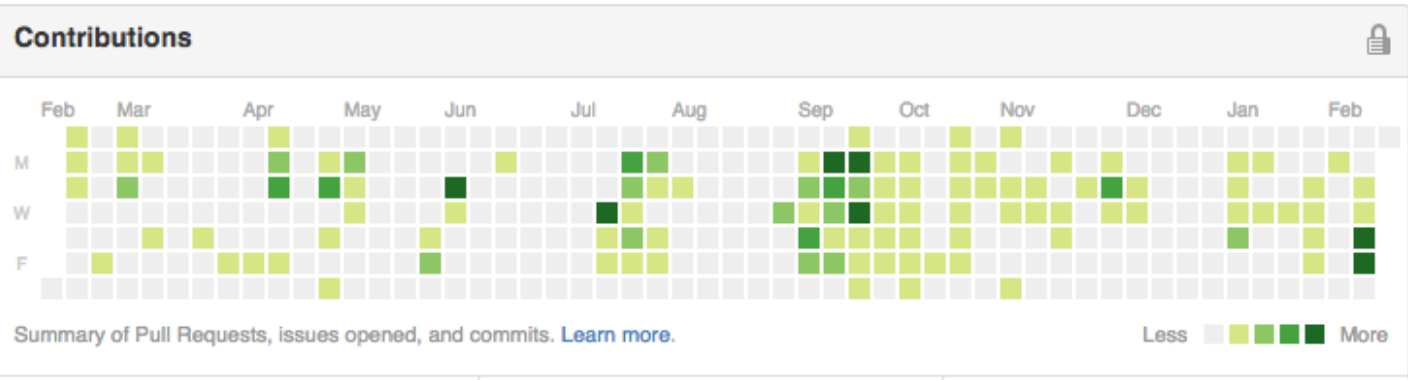 Contributions
Feb Mar Apr May Jun Jul Aug Sep Oct Nov Dec Jan Feb
M
W
F
Summary of Pull Requests, issues opened, and commits. Learn more. Less More